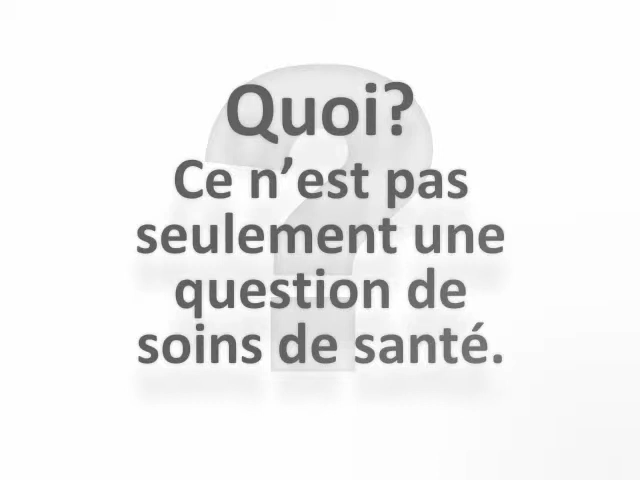 Quoi?
Ce n’est pas
seulement une
question de
soins de santé.